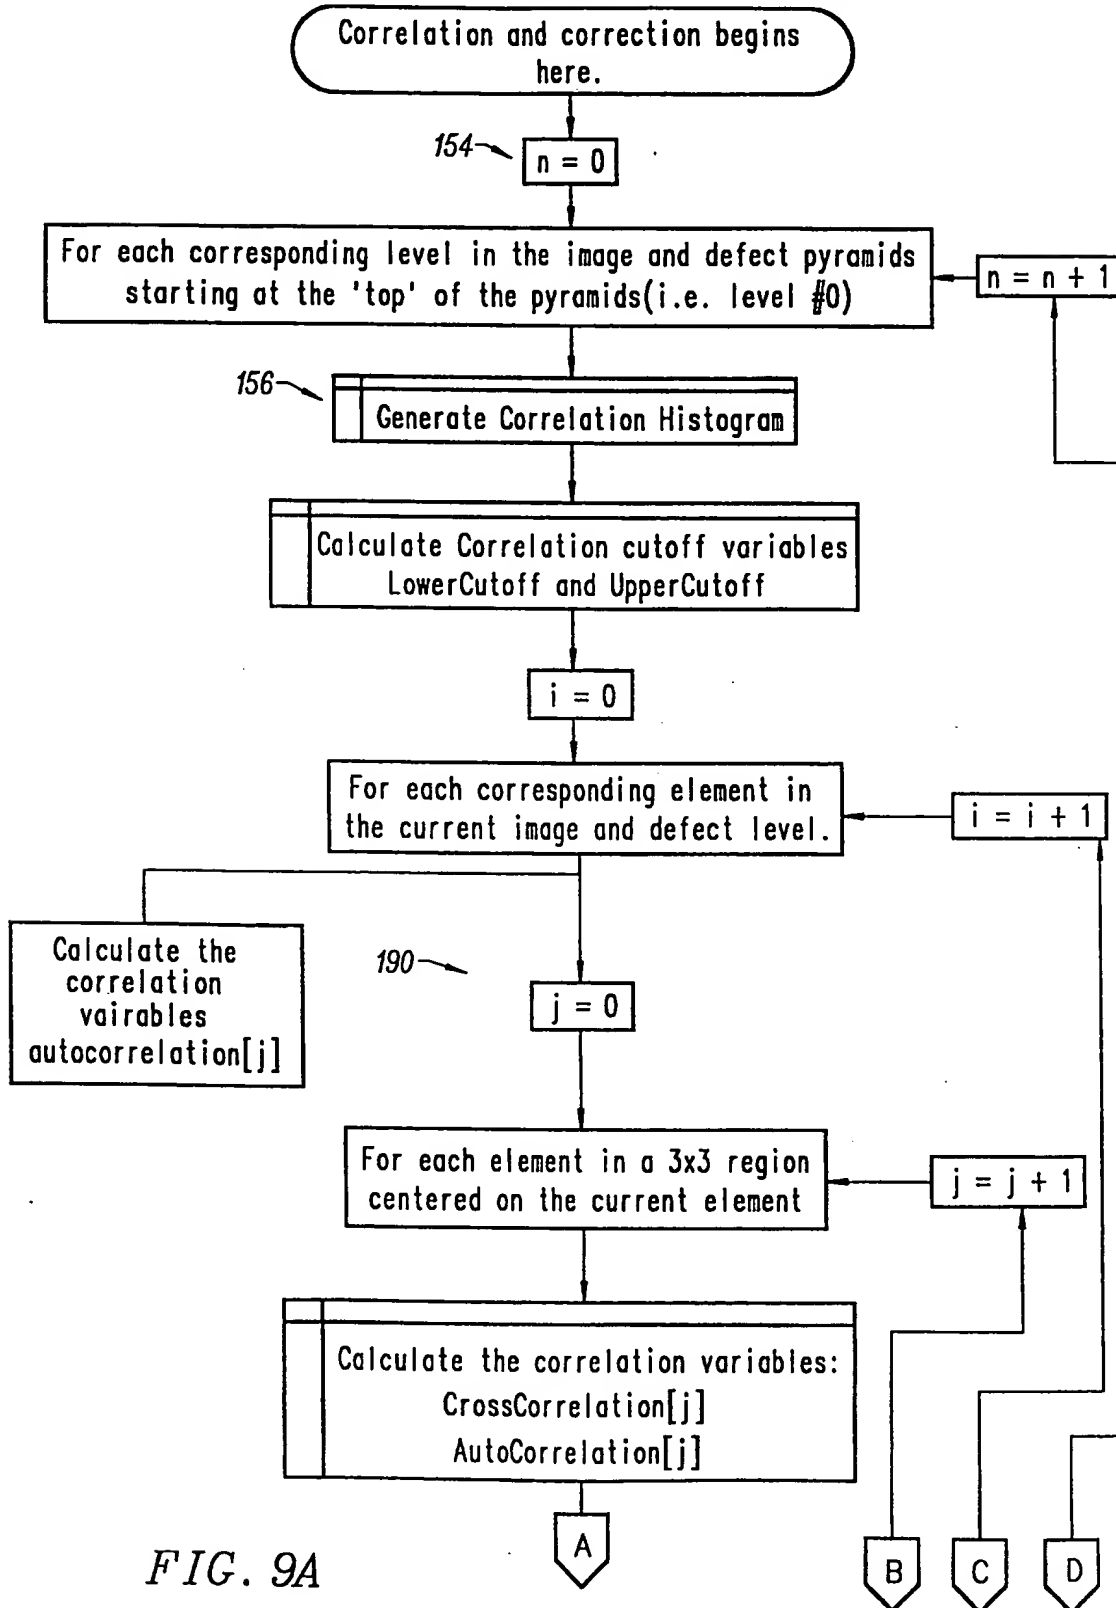 Correlation and correction begins
here.
154
n = 0
For each corresponding level in the image and defect pyramids
starting at the 'top' of the pyramids(i.e. level #0)
n = n + 1
156
Generate Correlation Histogram
Calculate Correlation cutoff variables
LowerCutoff and UpperCutoff
i = 0
For each corresponding element in
the current image and defect level.
i = i + 1
Calculate the
correlation
vairables
autocorrelation[j]
190
j = 0
For each element in a 3x3 region
centered on the current element
j = j + 1
Calculate the correlation variables:
CrossCorrelation[j]
AutoCorrelation[j]
A
B
C
D
FIG. 9A